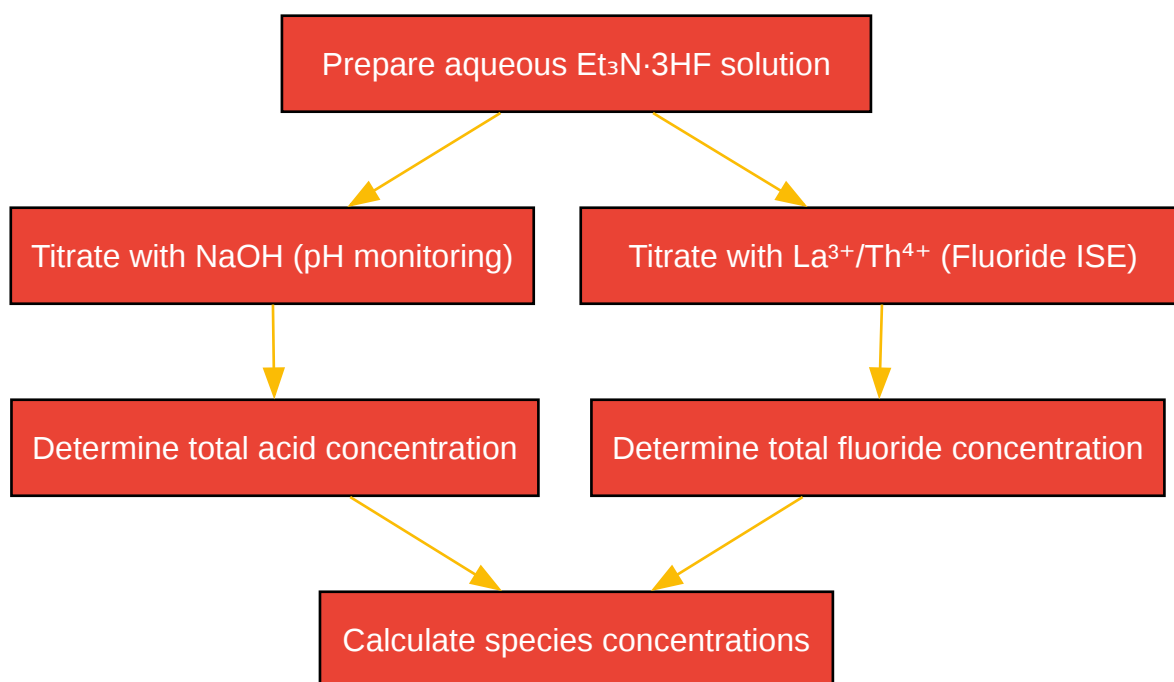 Prepare aqueous Et₃N·3HF solution
Titrate with NaOH (pH monitoring)
Titrate with La³⁺/Th⁴⁺ (Fluoride ISE)
Determine total acid concentration
Determine total fluoride concentration
Calculate species concentrations